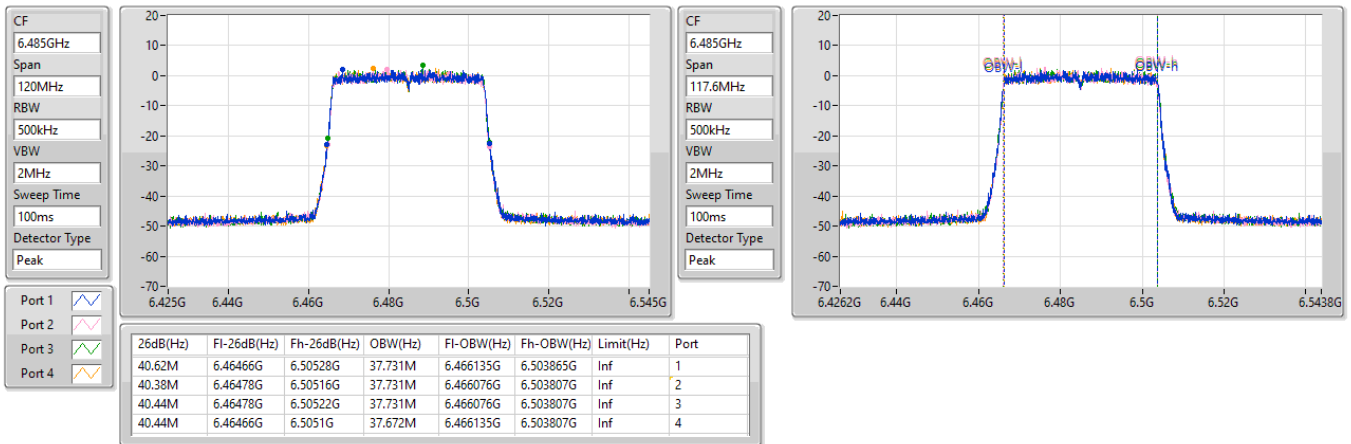 CF
6.485GHz
Span
120MHz
RBW
500kHz
VBW
2MHz
Sweep Time
100ms
Detector Type
Peak
20
10
0
-10
-20
-30
-40
-50
-60
-70
6.425G 6.44G 6.46G 6.48G 6.5G 6.52G 6.545G
CF
6.485GHz
Span
117.6MHz
RBW
500kHz
VBW
2MHz
Sweep Time
100ms
Detector Type
Peak
20
10
0
-10
-20
-30
-40
-50
-60
-70
OBW-l OBW-h
6.4262G 6.44G 6.46G 6.48G 6.5G 6.52G 6.5438G
Port 1
Port 2
Port 3
Port 4
26dB(Hz) Fl-26dB(Hz) Fh-26dB(Hz) OBW(Hz) Fl-OBW(Hz) Fh-OBW(Hz) Limit(Hz) Port
40.62M 6.46466G 6.50528G 37.731M 6.466135G 6.503865G Inf 1
40.38M 6.46478G 6.50516G 37.731M 6.466076G 6.503807G Inf 2
40.44M 6.46478G 6.50522G 37.731M 6.466076G 6.503807G Inf 3
40.44M 6.46466G 6.5051G 37.672M 6.466135G 6.503807G Inf 4